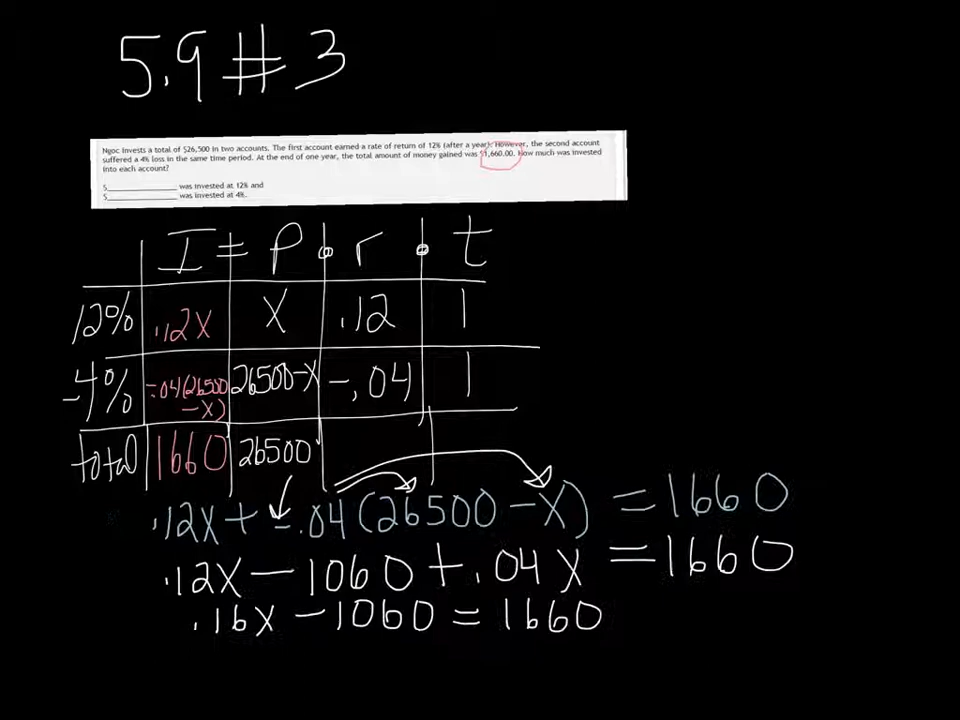 5.9 # 3
Ngoc invests a total of $26,500 in two accounts. The first account earned a rate of return of 12% (after a year). However, the second account
suffered a 4% loss in the same time period. At the end of one year, the total amount of money gained was $1,660.00. How much was invested
into each account?
$____________ was invested at 12% and
$____________ was invested at 4%.
I = P · r · t
12% .12x x .12 1
-4% -.04(26500 -x) 26500-x -.04 1
total 1660 26500
.12x + -.04(26500 - x) = 1660
.12x - 1060 + .04x = 1660
.16x - 1060 = 1660